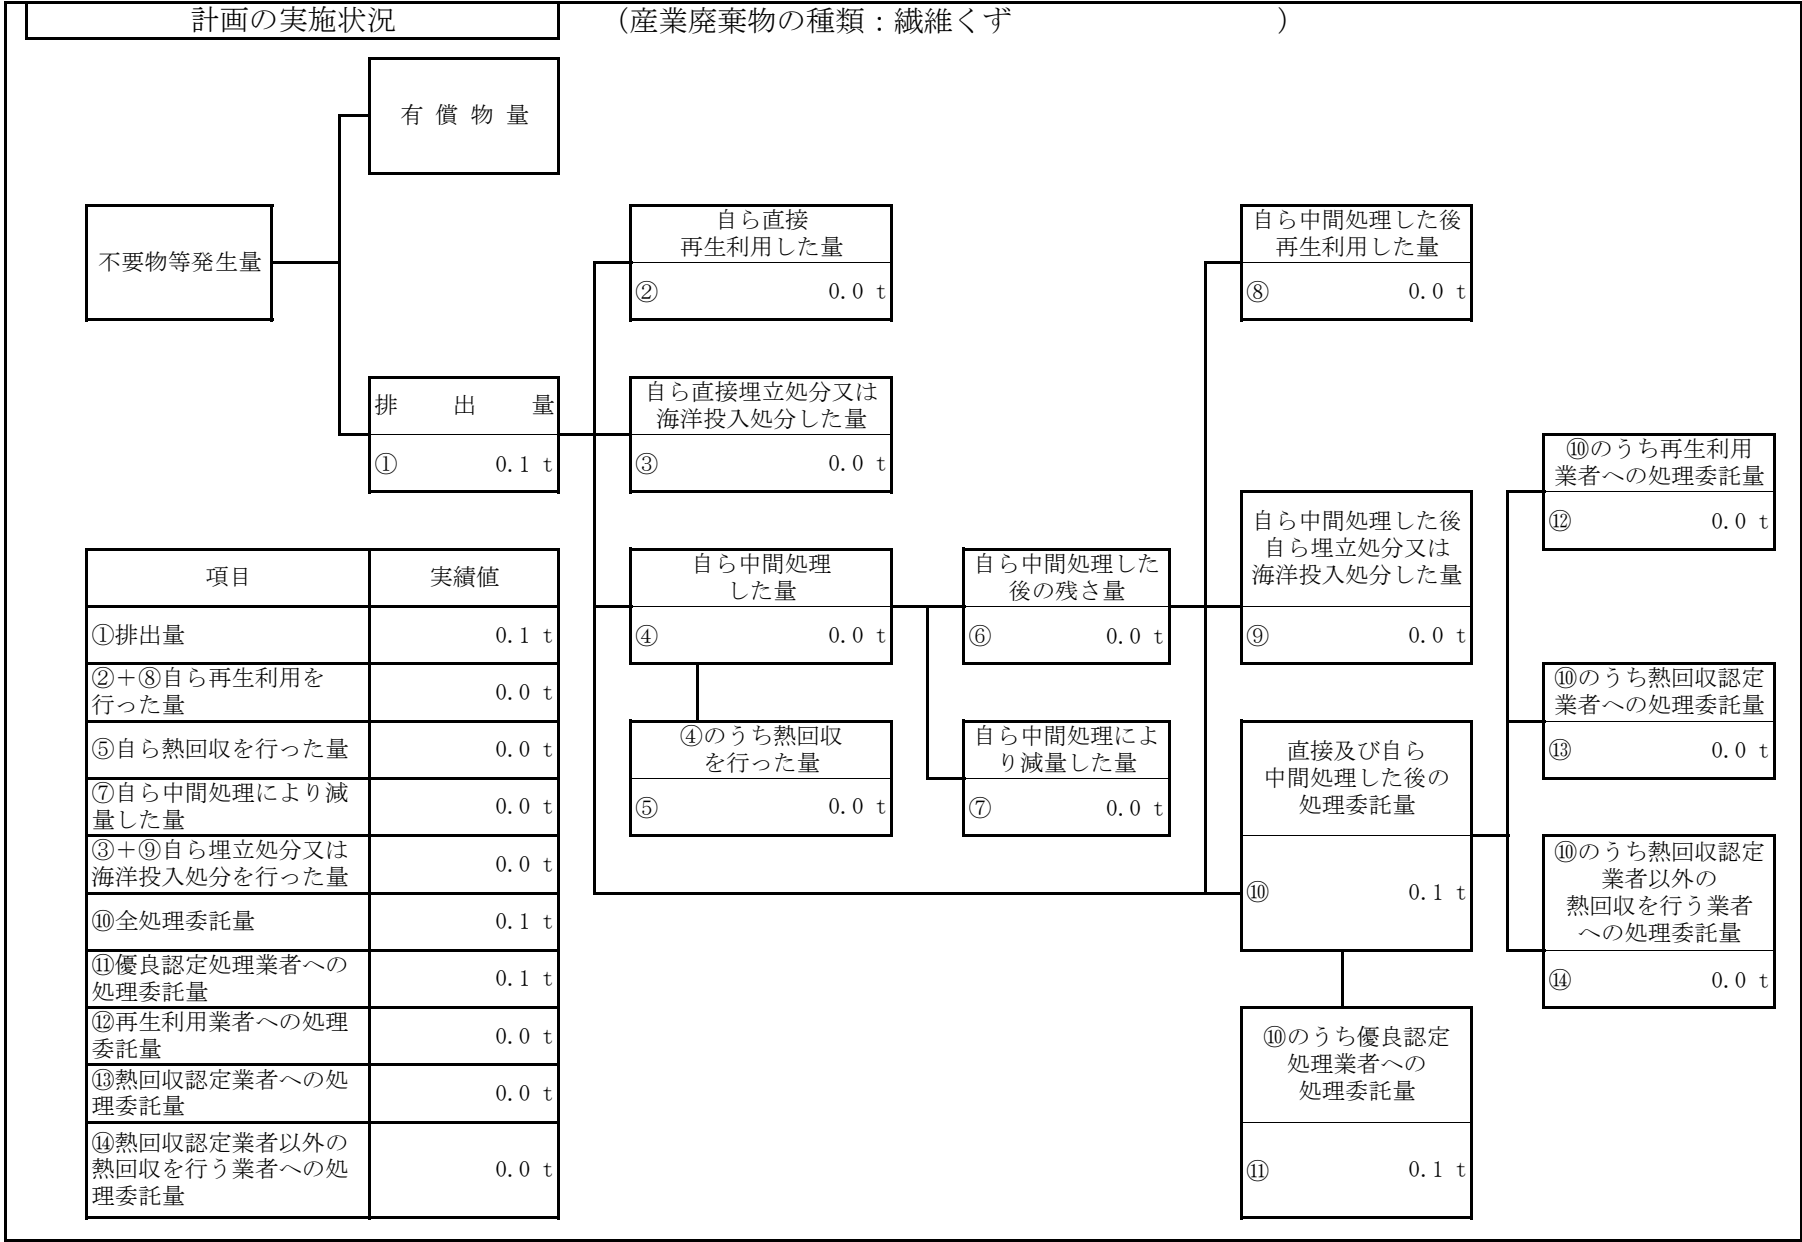 計画の実施状況
（産業廃棄物の種類：繊維くず　　　　　　　　　　　）
有 償 物 量
不要物等発生量
自ら直接
再生利用した量
② 0.0 t
自ら中間処理した後
再生利用した量
⑧ 0.0 t
排　出　量
① 0.1 t
自ら直接埋立処分又は
海洋投入処分した量
③ 0.0 t
⑩のうち再生利用
業者への処理委託量
⑫ 0.0 t
自ら中間処理した後
自ら埋立処分又は
海洋投入処分した量
⑨ 0.0 t
自ら中間処理
した量
④ 0.0 t
自ら中間処理した
後の残さ量
⑥ 0.0 t
④のうち熱回収
を行った量
⑤ 0.0 t
自ら中間処理によ
り減量した量
⑦ 0.0 t
直接及び自ら
中間処理した後の
処理委託量
⑩ 0.1 t
⑩のうち熱回収認定
業者への処理委託量
⑬ 0.0 t
⑩のうち熱回収認定
業者以外の
熱回収を行う業者
への処理委託量
⑭ 0.0 t
⑩のうち優良認定
処理業者への
処理委託量
⑪ 0.1 t
項目 実績値
①排出量 0.1 t
②＋⑧自ら再生利用を
行った量 0.0 t
⑤自ら熱回収を行った量 0.0 t
⑦自ら中間処理により減
量した量 0.0 t
③＋⑨自ら埋立処分又は
海洋投入処分を行った量 0.0 t
⑩全処理委託量 0.1 t
⑪優良認定処理業者への
処理委託量 0.1 t
⑫再生利用業者への処理
委託量 0.0 t
⑬熱回収認定業者への処
理委託量 0.0 t
⑭熱回収認定業者以外の
熱回収を行う業者への処
理委託量 0.0 t